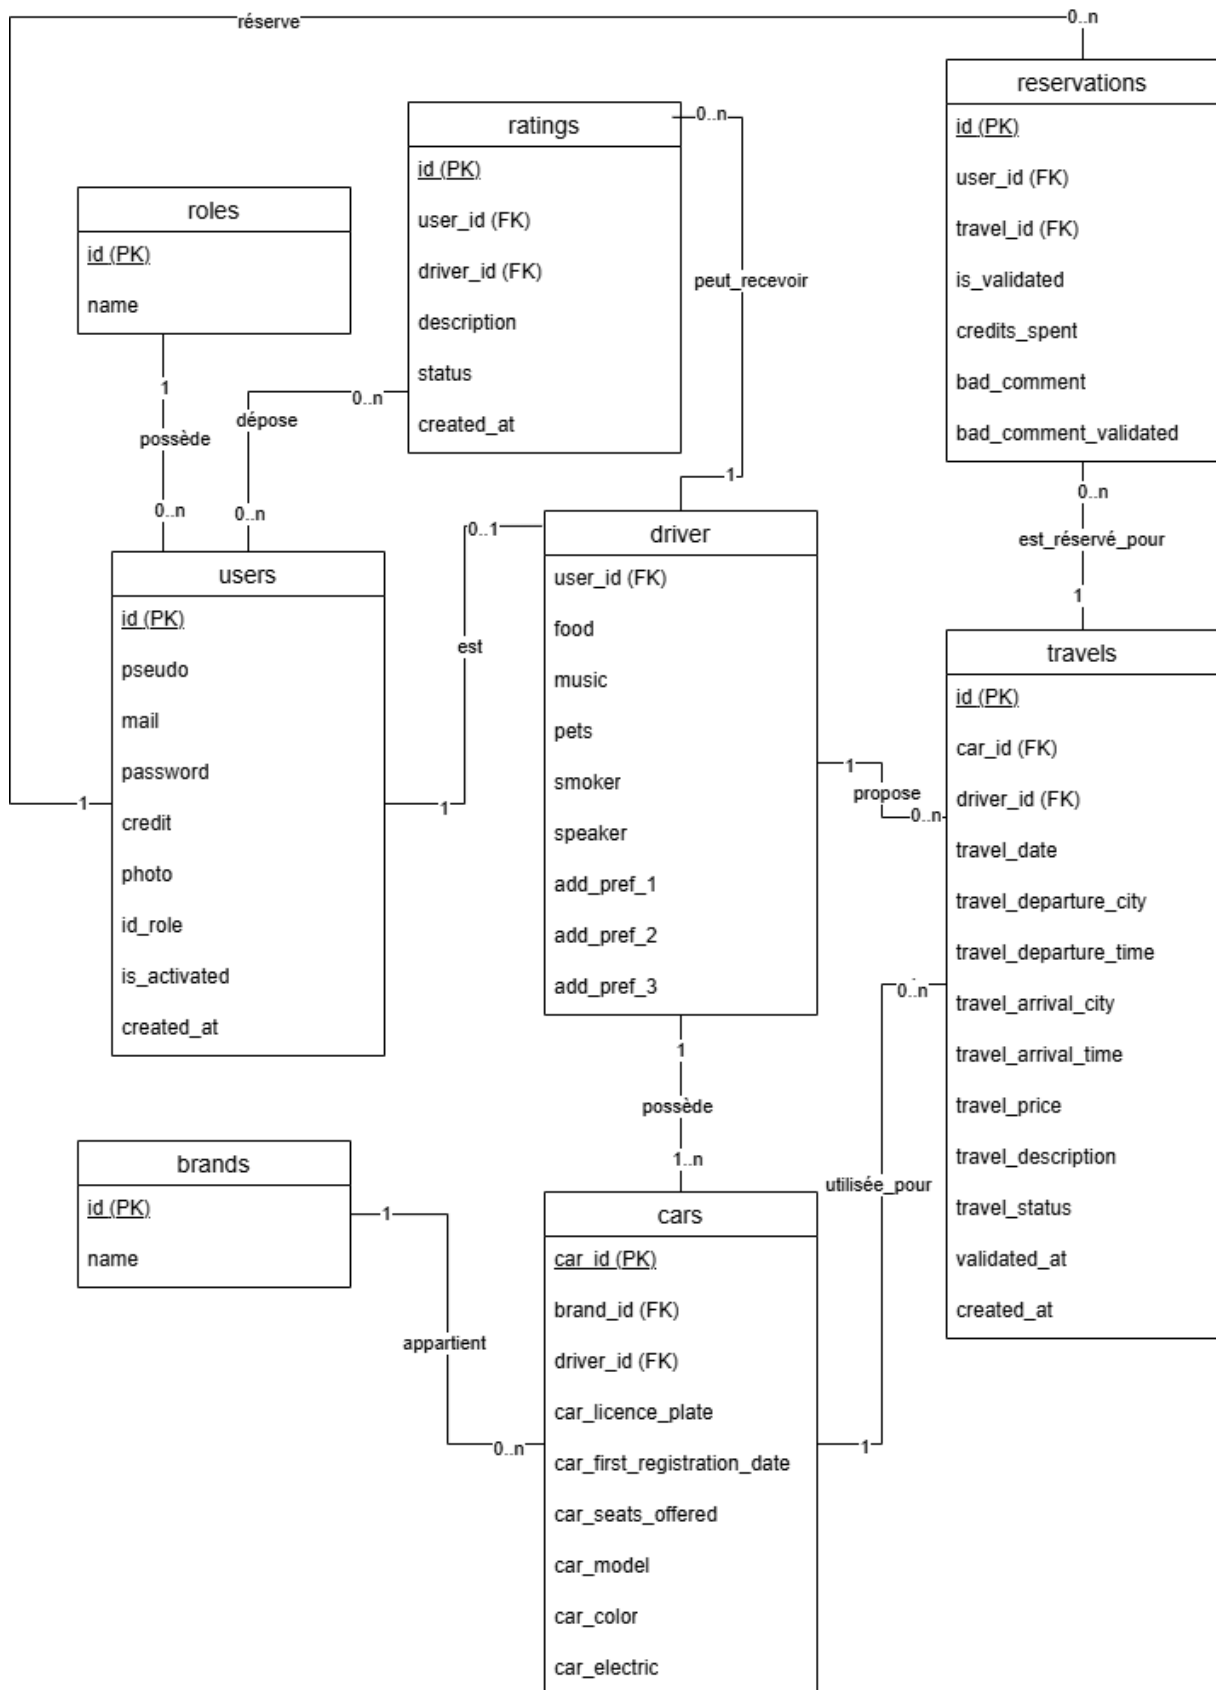 réserve
0..n
reservations
id (PK)
user_id (FK)
travel_id (FK)
is_validated
credits_spent
bad_comment
bad_comment_validated
ratings
0..n
id (PK)
user_id (FK)
driver_id (FK)
description
status
created_at
peut_recevoir
1
roles
id (PK)
name
1
possède
0..n
0..n
dépose
0..n
0..n
est_réservé_pour
1
users
id (PK)
pseudo
mail
password
credit
photo
id_role
is_activated
created_at
1
1
est
0..1
driver
user_id (FK)
food
music
pets
smoker
speaker
add_pref_1
add_pref_2
add_pref_3
1
propose
0..n
travels
id (PK)
car_id (FK)
driver_id (FK)
travel_date
travel_departure_city
travel_departure_time
travel_arrival_city
travel_arrival_time
travel_price
travel_description
travel_status
validated_at
created_at
1
possède
1..n
0..n
utilisée_pour
1
brands
id (PK)
name
1
appartient
0..n
cars
car_id (PK)
brand_id (FK)
driver_id (FK)
car_licence_plate
car_first_registration_date
car_seats_offered
car_model
car_color
car_electric